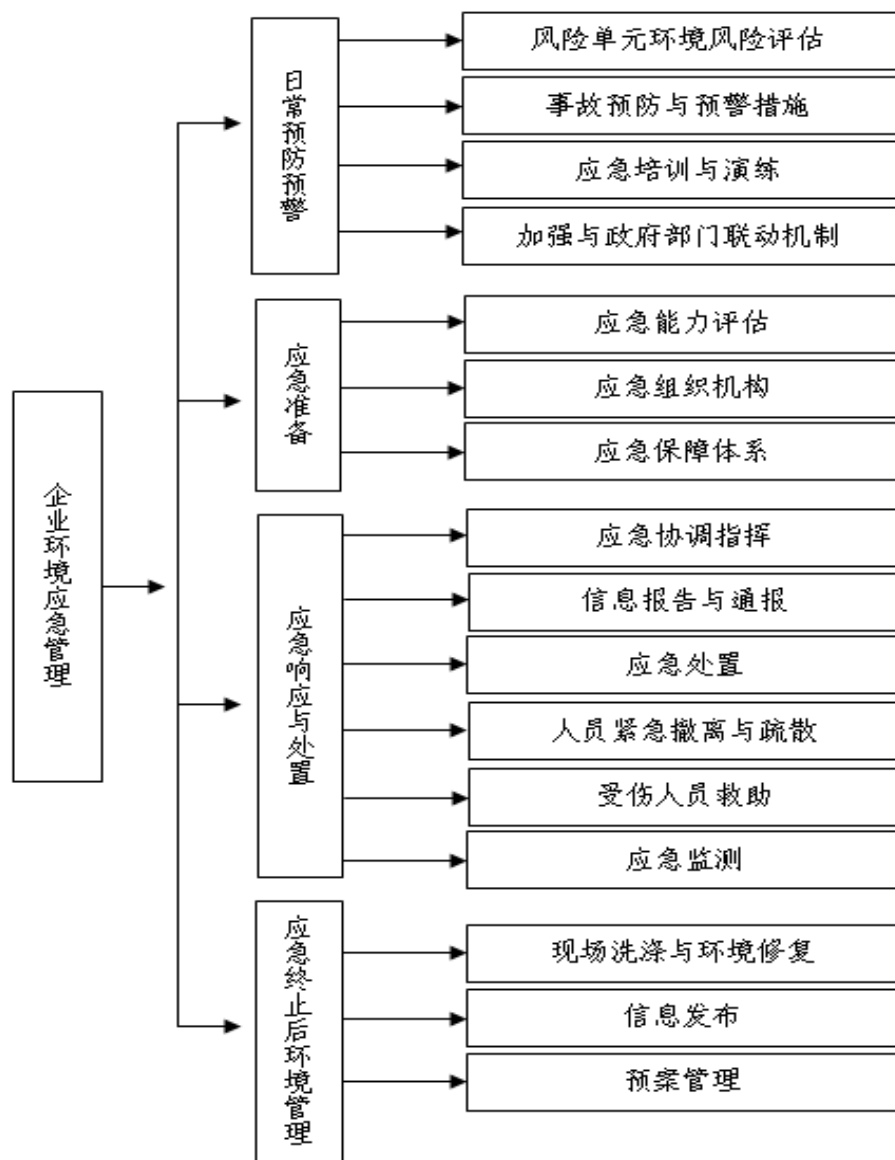 企业环境应急管理
日常预防预警
风险单元环境风险评估
事故预防与预警措施
应急培训与演练
加强与政府部门联动机制
应急准备
应急能力评估
应急组织机构
应急保障体系
应急响应与处置
应急协调指挥
信息报告与通报
应急处置
人员紧急撤离与疏散
受伤人员救助
应急监测
应急终止后环境管理
现场洗涤与环境修复
信息发布
预案管理